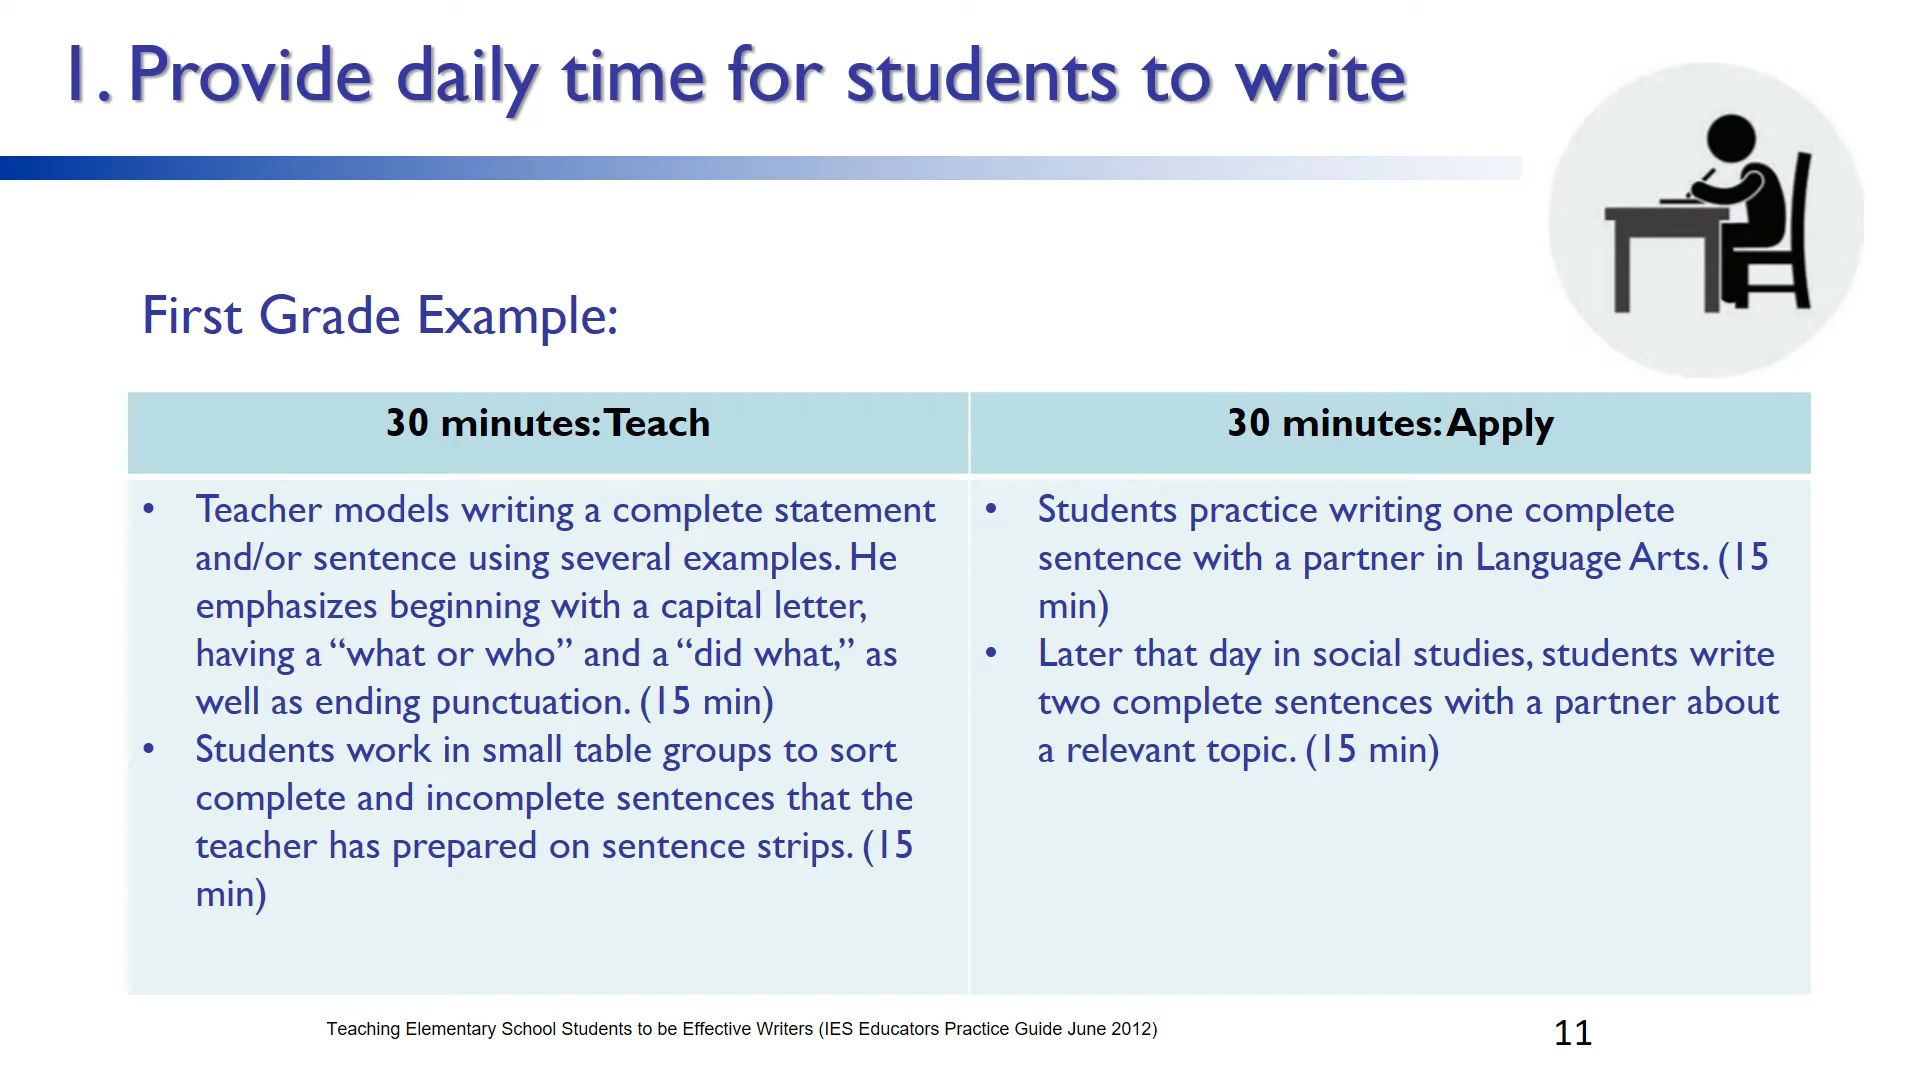 1. Provide daily time for students to write
First Grade Example:
30 minutes: Teach
• Teacher models writing a complete statement
and/or sentence using several examples. He
emphasizes beginning with a capital letter,
having a “what or who” and a “did what,” as
well as ending punctuation. (15 min)
• Students work in small table groups to sort
complete and incomplete sentences that the
teacher has prepared on sentence strips. (15
min)
30 minutes: Apply
• Students practice writing one complete
sentence with a partner in Language Arts. (15
min)
• Later that day in social studies, students write
two complete sentences with a partner about
a relevant topic. (15 min)
Teaching Elementary School Students to be Effective Writers (IES Educators Practice Guide June 2012)
11